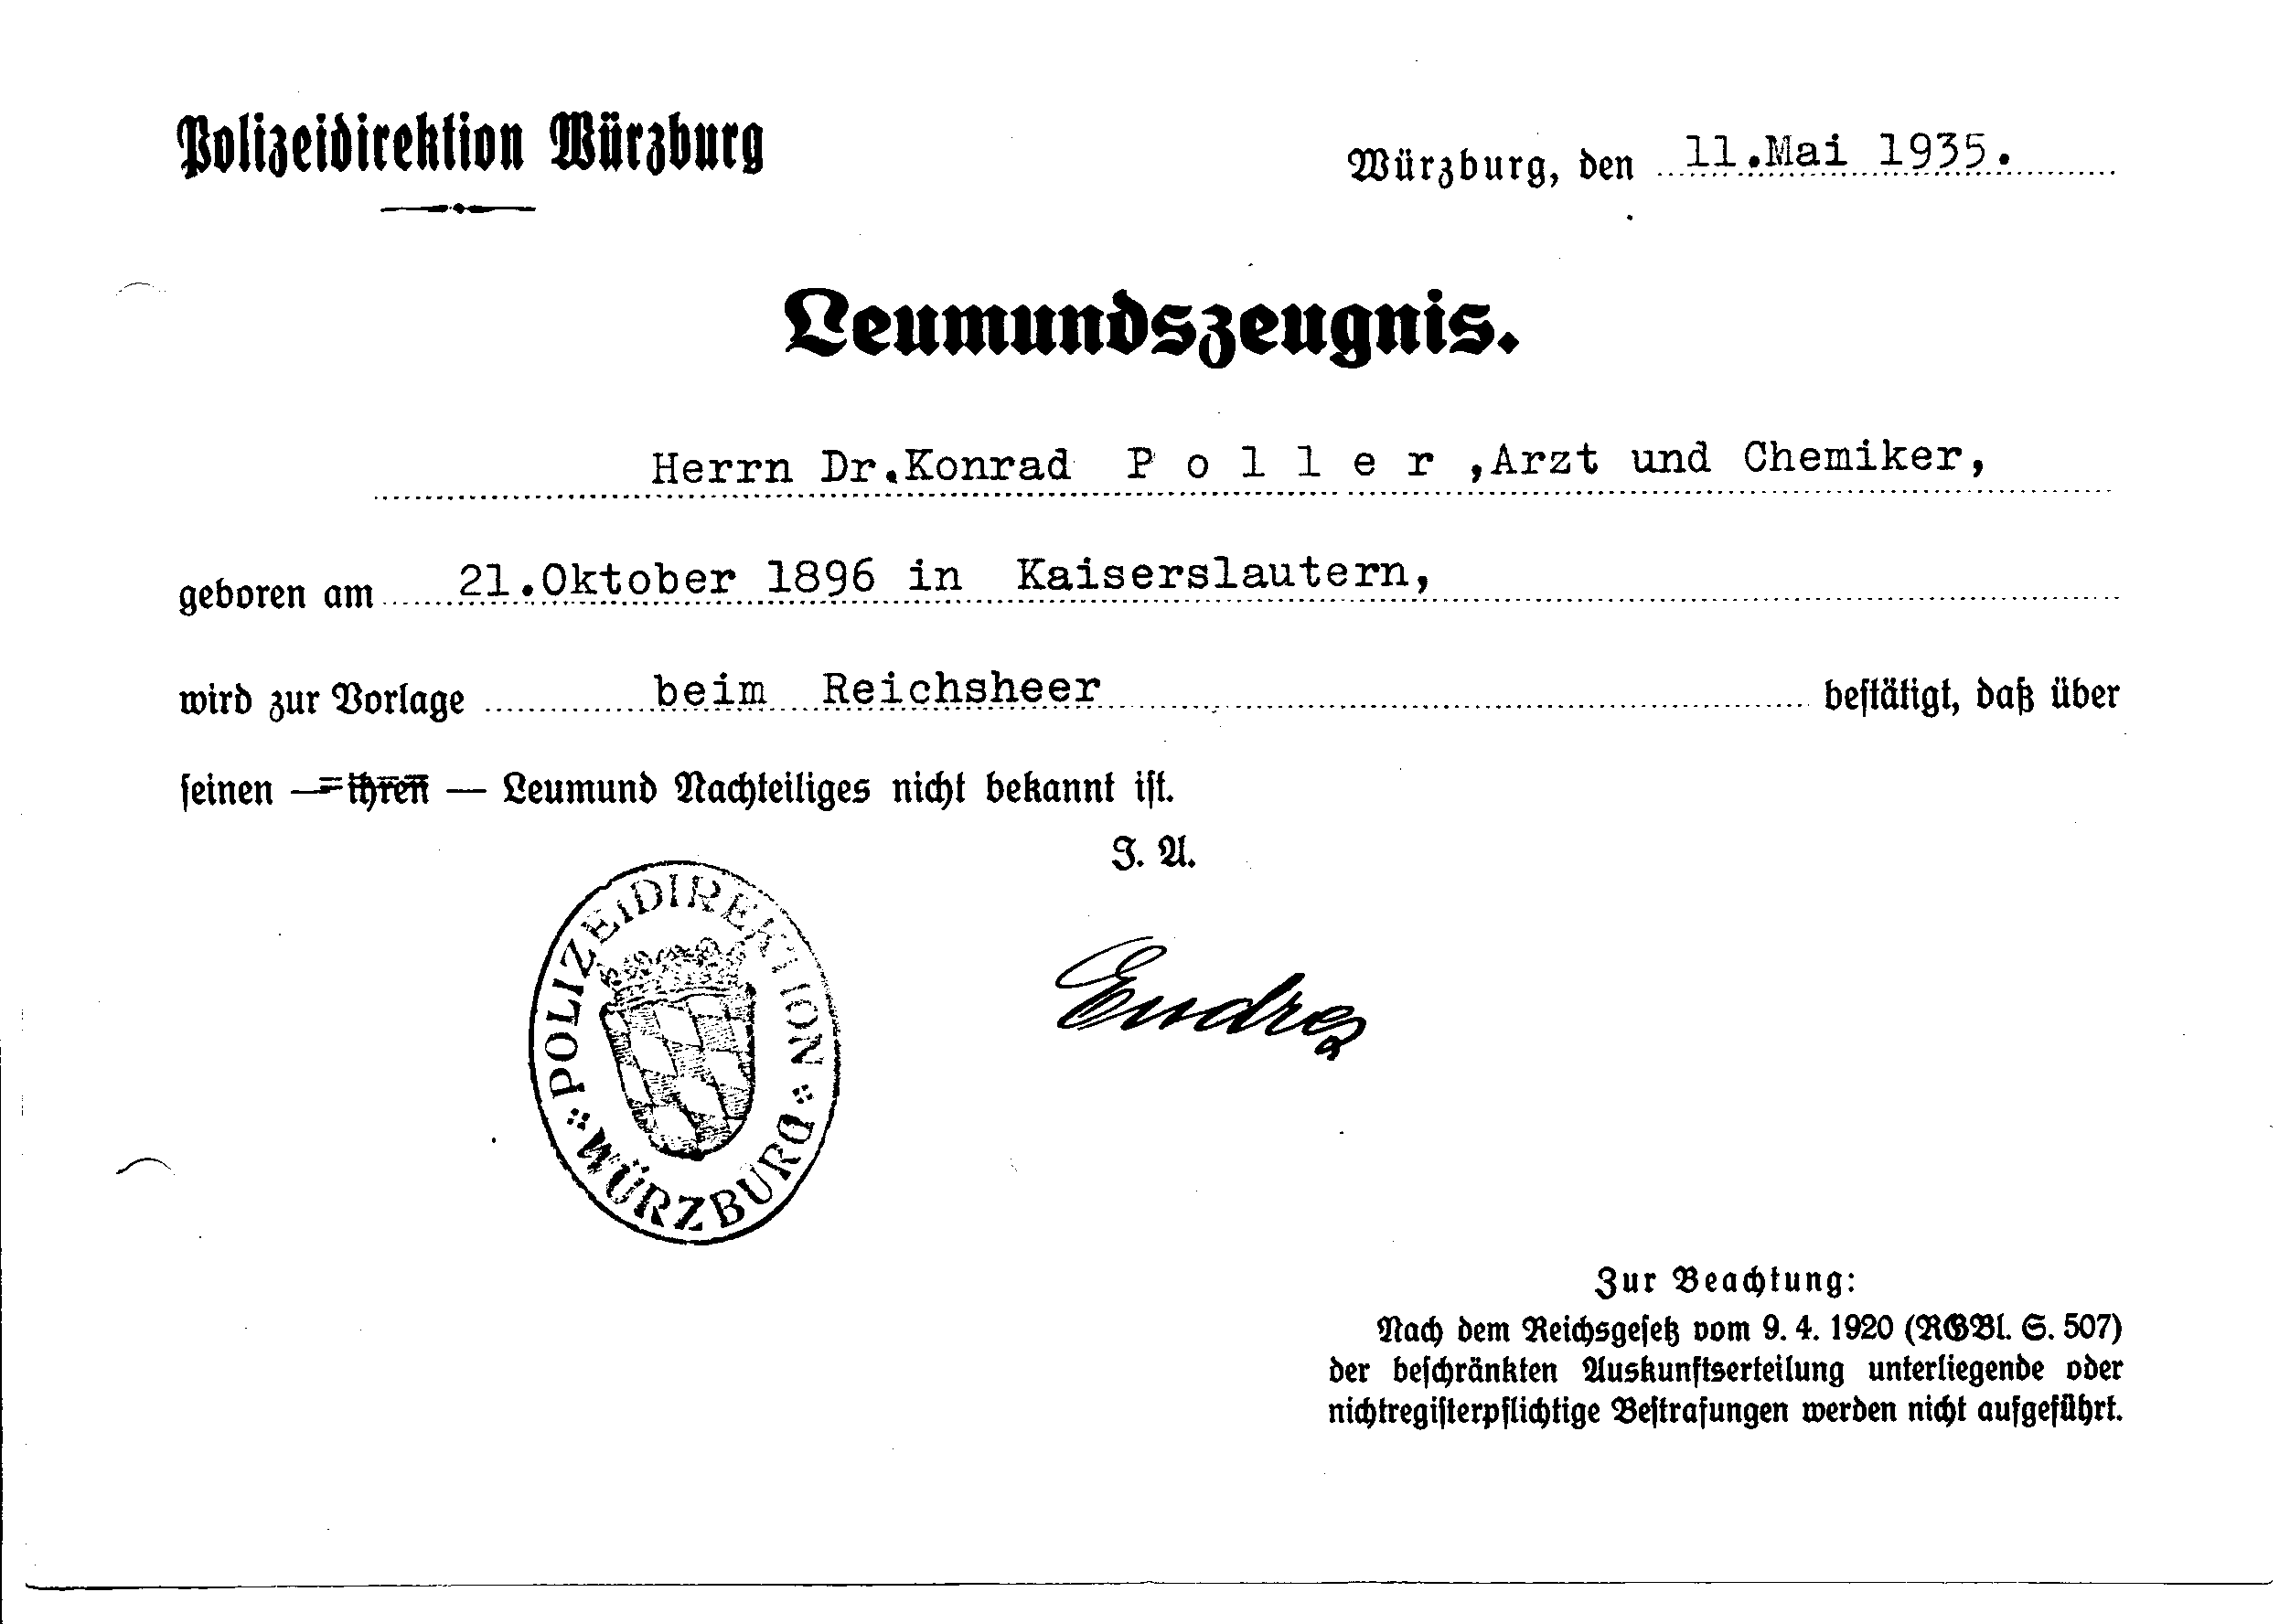 Polizeidirektion Würzburg
Würzburg, den 11.Mai 1935.
Leumundszeugnis.
Herrn Dr.Konrad P o l l e r ,Arzt und Chemiker,
geboren am 21.Oktober 1896 in Kaiserslautern,
wird zur Vorlage beim Reichsheer bestätigt, daß über
seinen — ihren — Leumund Nachteiliges nicht bekannt ist.
I. A.
Endres
POLIZEIDIREKTION
WÜRZBURG
Zur Beachtung:
Nach dem Reichsgesetz vom 9. 4. 1920 (RGBl. S. 507)
der beschränkten Auskunftserteilung unterliegende oder
nichtregisterpflichtige Bestrafungen werden nicht aufgeführt.